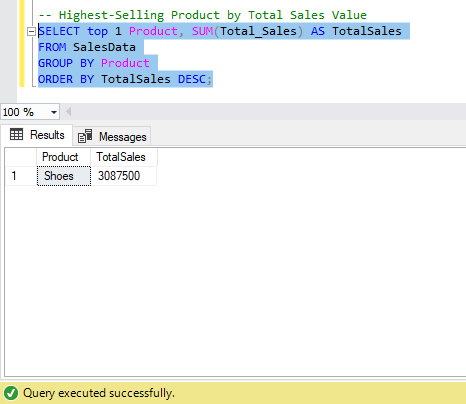 -- Highest-Selling Product by Total Sales Value
SELECT top 1 Product, SUM(Total_Sales) AS TotalSales
FROM SalesData
GROUP BY Product
ORDER BY TotalSales DESC;
100 %
Results Messages
Product TotalSales
1 Shoes 3087500
Query executed successfully.